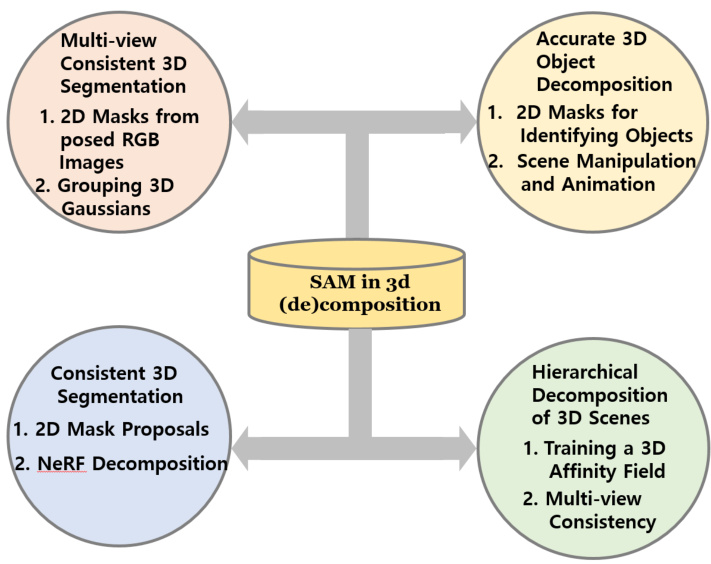 Multi-view
Consistent 3D
Segmentation
1. 2D Masks from
posed RGB
Images
2. Grouping 3D
Gaussians
Accurate 3D
Object
Decomposition
1. 2D Masks for
Identifying Objects
2. Scene Manipulation
and Animation
SAM in 3d
(de)composition
Consistent 3D
Segmentation
1. 2D Mask Proposals
2. NeRF Decomposition
Hierarchical
Decomposition
of 3D Scenes
1. Training a 3D
Affinity Field
2. Multi-view
Consistency